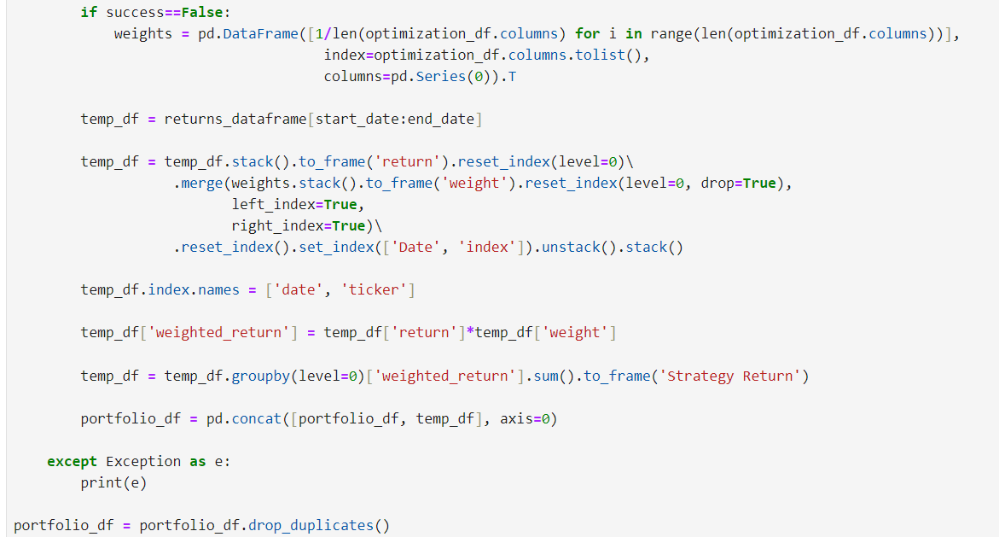 if success==False:
weights = pd.DataFrame([1/len(optimization_df.columns) for i in range(len(optimization_df.columns))],
index=optimization_df.columns.tolist(),
columns=pd.Series(0)).T
temp_df = returns_dataframe[start_date:end_date]
temp_df = temp_df.stack().to_frame('return').reset_index(level=0)\
.merge(weights.stack().to_frame('weight').reset_index(level=0, drop=True),
left_index=True,
right_index=True)\
.reset_index().set_index(['Date', 'index']).unstack().stack()
temp_df.index.names = ['date', 'ticker']
temp_df['weighted_return'] = temp_df['return']*temp_df['weight']
temp_df = temp_df.groupby(level=0)['weighted_return'].sum().to_frame('Strategy Return')
portfolio_df = pd.concat([portfolio_df, temp_df], axis=0)
except Exception as e:
print(e)
portfolio_df = portfolio_df.drop_duplicates()